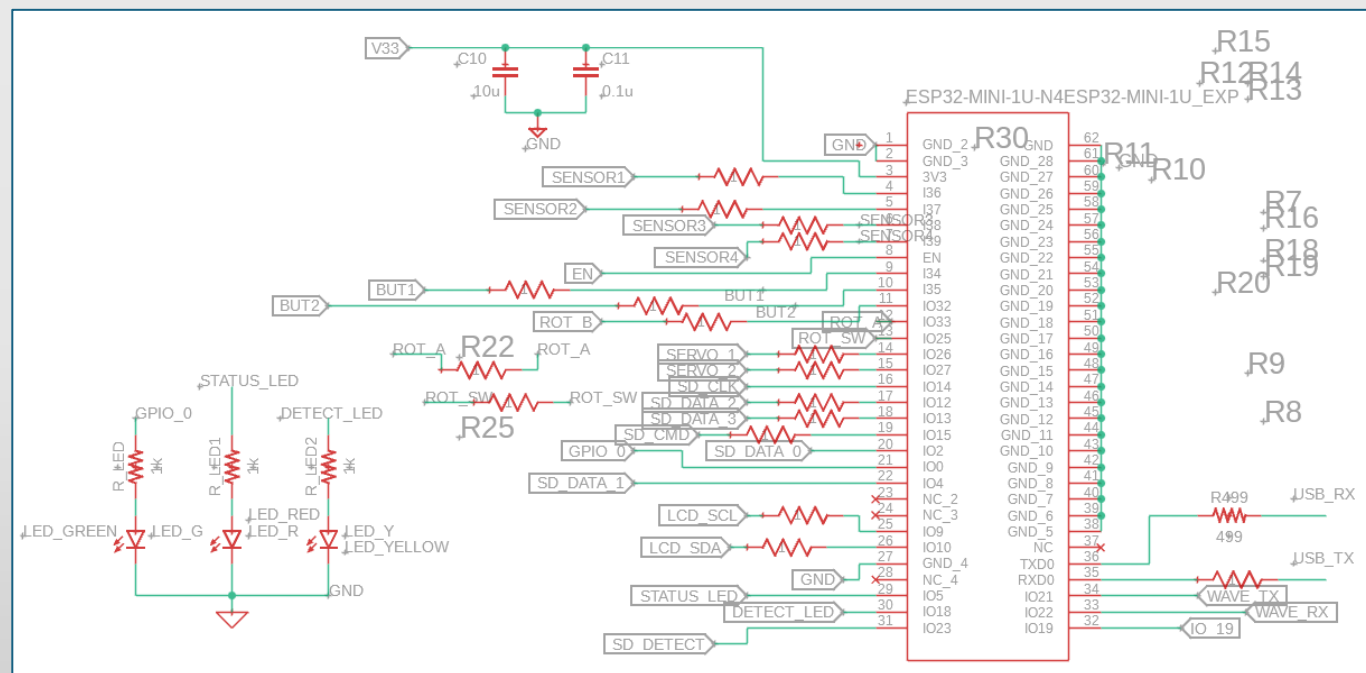 R15
R12
R14
R13
V33
C10
C11
10u
0.1u
GND
ESP32-MINI-1U-N4ESP32-MINI-1U_EXP
R30
R11
GND
R10
R7
R16
R18
R19
R20
R9
R8
GND
SENSOR1
SENSOR2
SENSOR3
SENSOR3
SENSOR4
SENSOR4
EN
BUT1
BUT1
BUT2
BUT2
ROT_B
ROT_A
ROT_SW
SERVO_1
SERVO_2
SD_CLK
SD_DATA_2
SD_DATA_3
SD_CMD
SD_DATA_0
GPIO_0
SD_DATA_1
LCD_SCL
LCD_SDA
GND
STATUS_LED
DETECT_LED
SD_DETECT
1 GND_2
2 GND_3
3 3V3
4 I36
5 I37
6 I38
7 I39
8 EN
9 I34
10 I35
11 IO32
12 IO33
13 IO25
14 IO26
15 IO27
16 IO14
17 IO12
18 IO13
19 IO15
20 IO2
21 IO0
22 IO4
23 NC_2
24 NC_3
25 IO9
26 IO10
27 GND_4
28 NC_4
29 IO5
30 IO18
31 IO23
GND 62
GND_28 61
GND_27 60
GND_26 59
GND_25 58
GND_24 57
GND_23 56
GND_22 55
GND_21 54
GND_20 53
GND_19 52
GND_18 51
GND_17 50
GND_16 49
GND_15 48
GND_14 47
GND_13 46
GND_12 45
GND_11 44
GND_10 43
GND_9 42
GND_8 41
GND_7 40
GND_6 39
GND_5 38
NC 37
TXD0 36
RXD0 35
IO21 34
IO22 33
IO19 32
R499
499
USB_RX
USB_TX
WAVE_TX
WAVE_RX
IO_19
ROT_A
R22
ROT_A
ROT_SW
ROT_SW
R25
STATUS_LED
GPIO_0
DETECT_LED
R_LED
1K
R_LED1
1K
R_LED2
1K
LED_GREEN
LED_G
LED_RED
LED_R
LED_Y
LED_YELLOW
GND